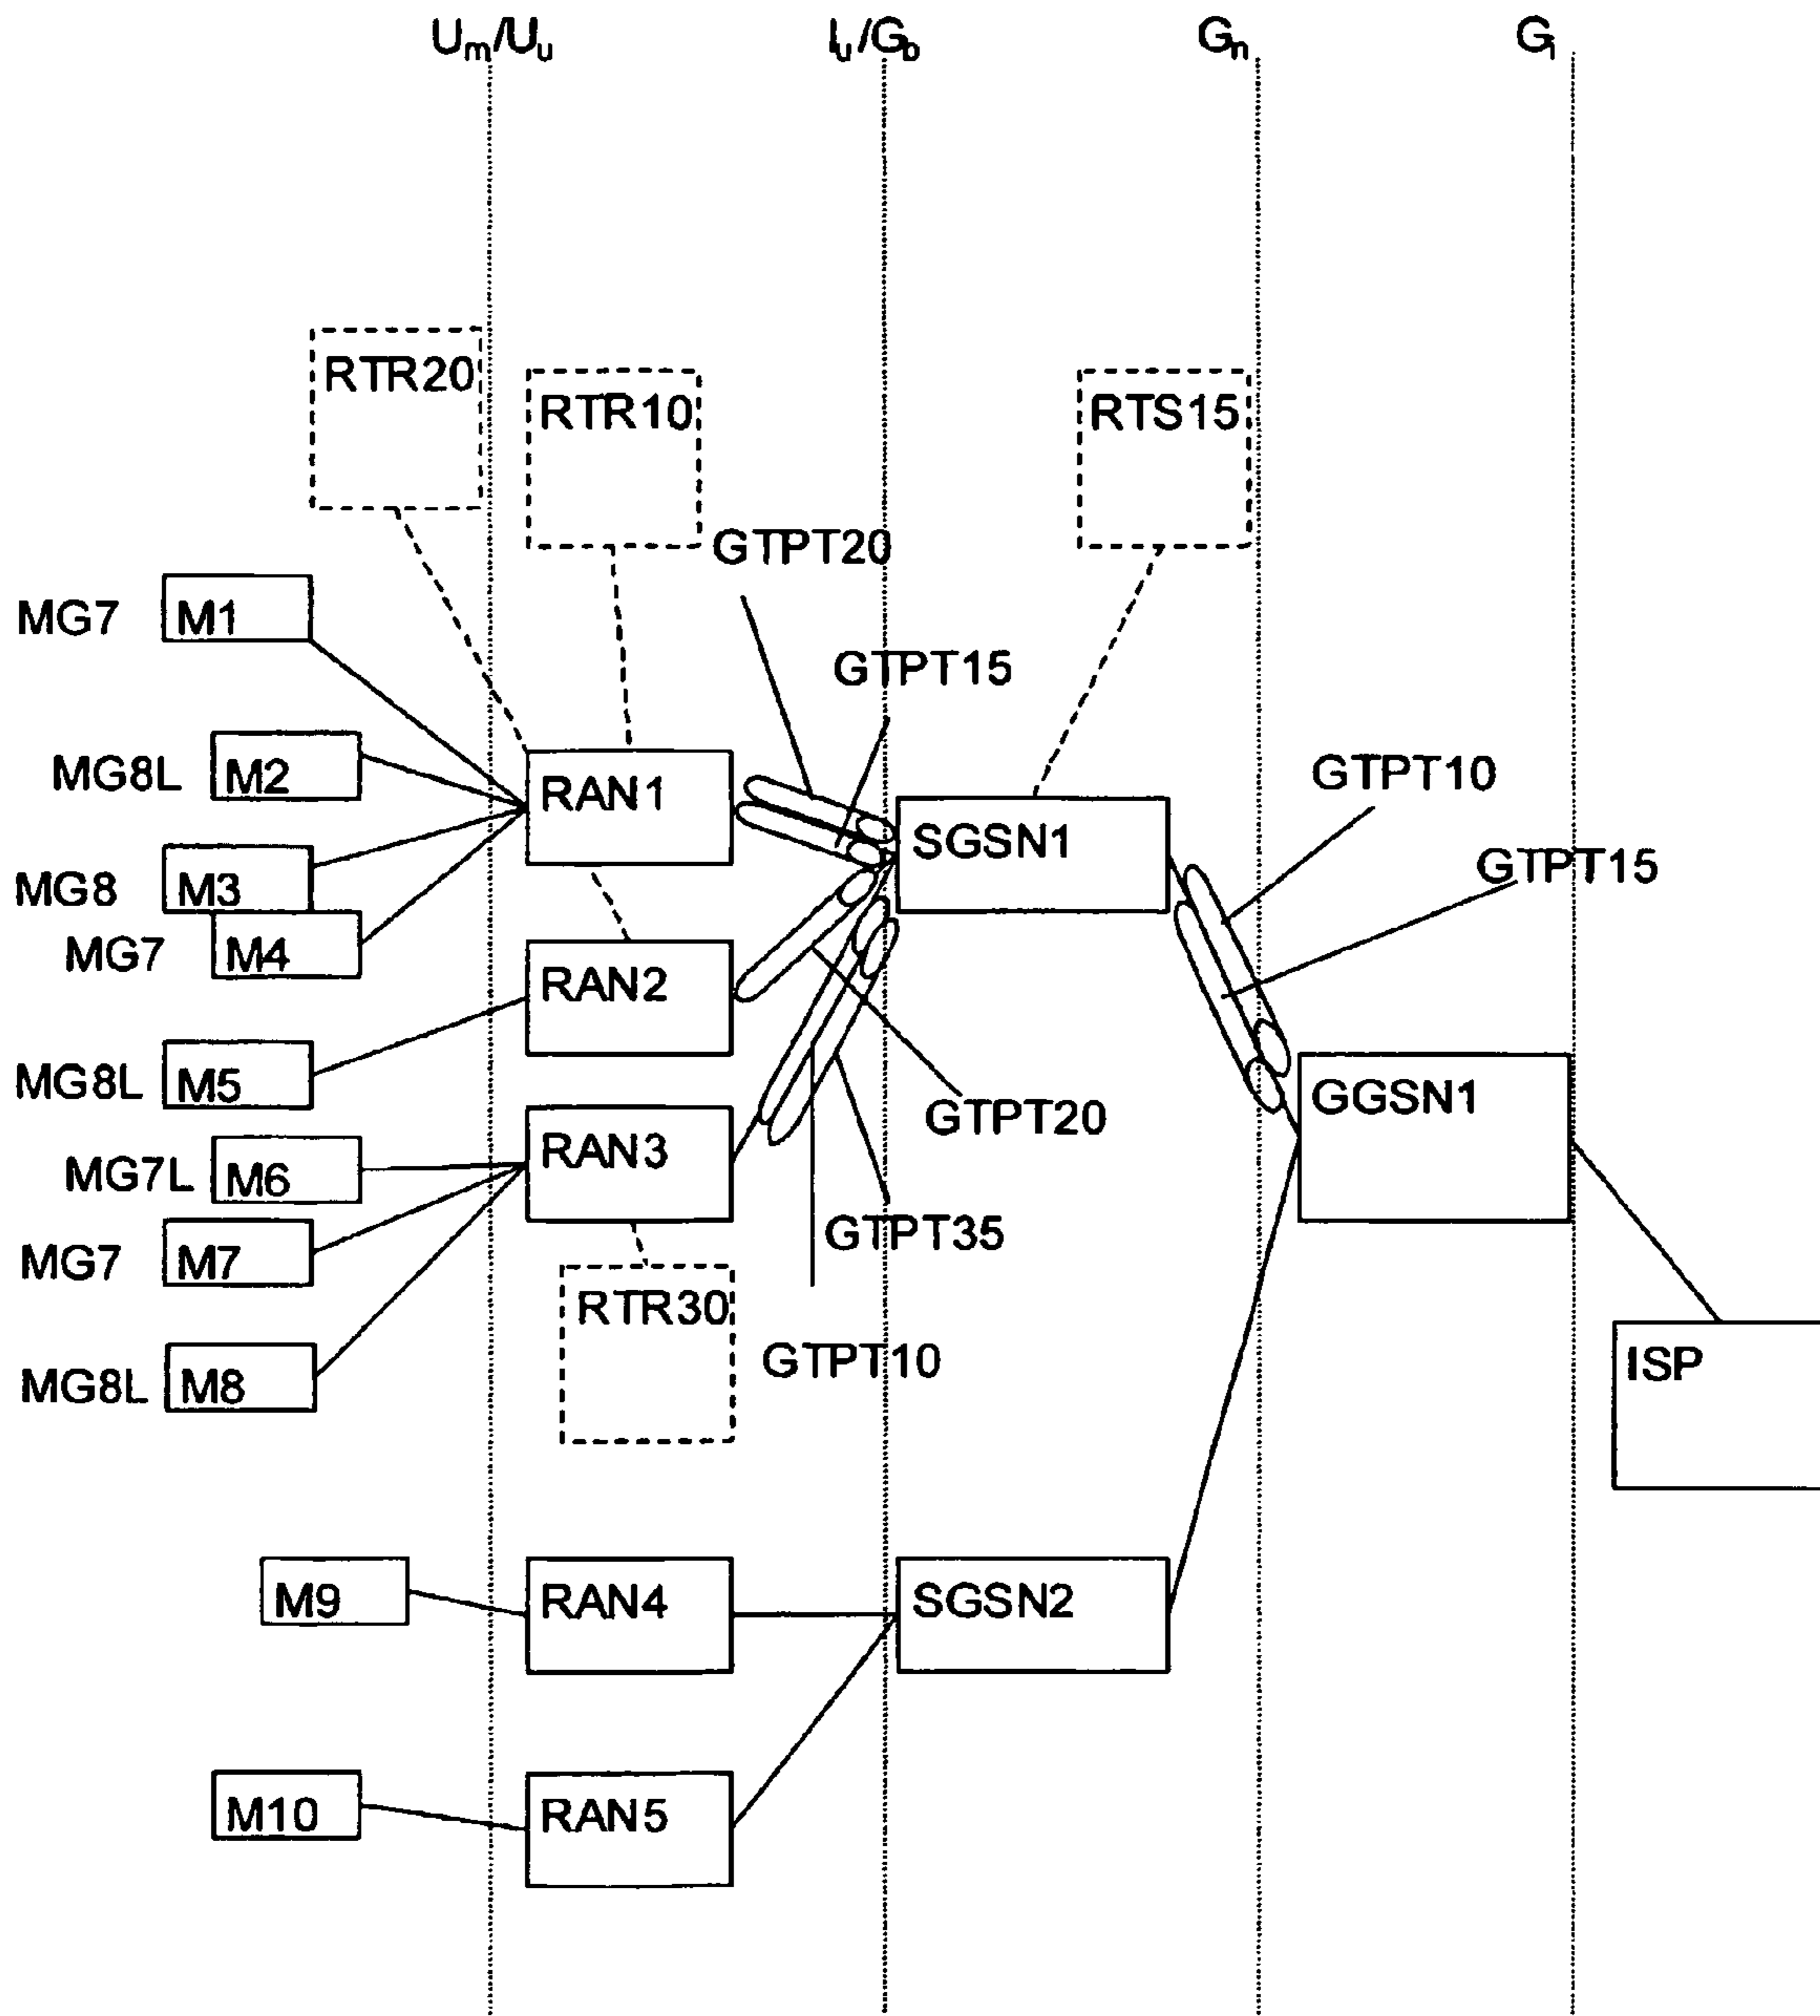 Um/Uu
Iu/Gb
Gn
Gi
RTR20
RTR10
RTS15
GTPT20
MG7
M1
GTPT15
MG8L
M2
RAN1
GTPT10
SGSN1
GTPT15
MG8
M3
MG7
M4
RAN2
MG8L
M5
GTPT20
GGSN1
RAN3
MG7L
M6
GTPT35
MG7
M7
RTR30
GTPT10
ISP
MG8L
M8
M9
RAN4
SGSN2
M10
RAN5